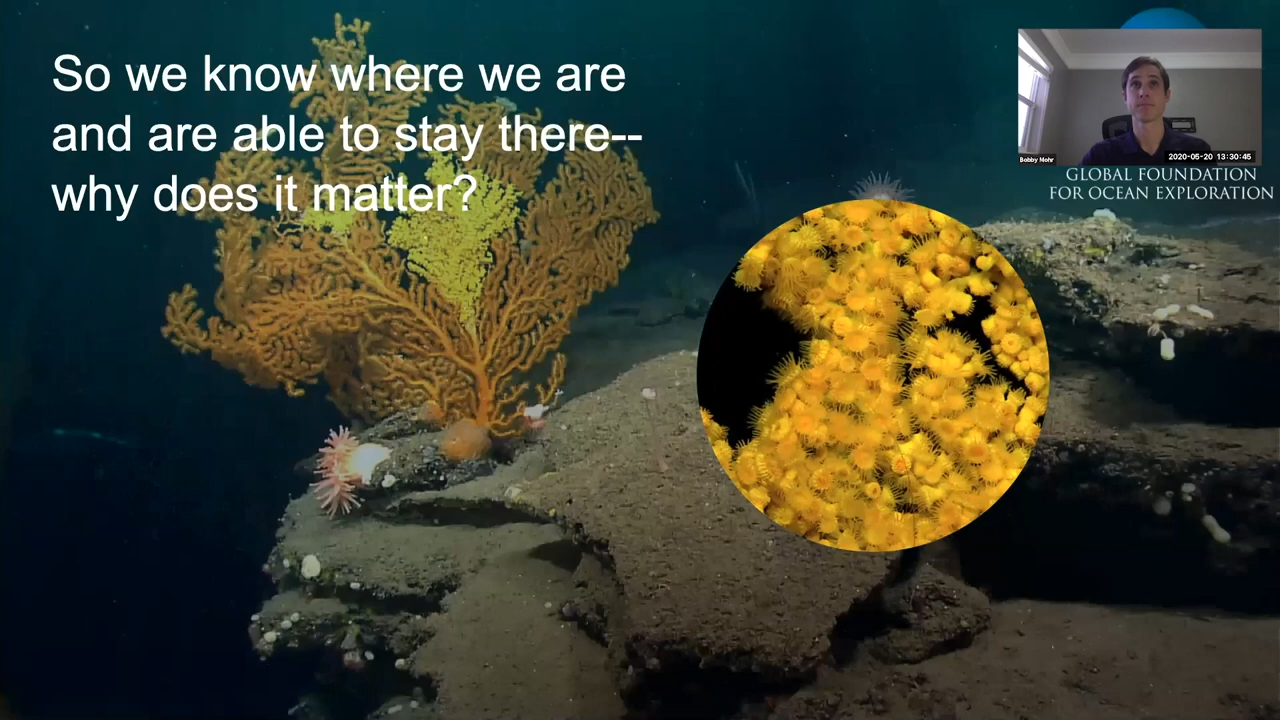 So we know where we are
and are able to stay there--
why does it matter?
Bobby Mohr
2020-05-20 13:30:45
GLOBAL FOUNDATION
FOR OCEAN EXPLORATION